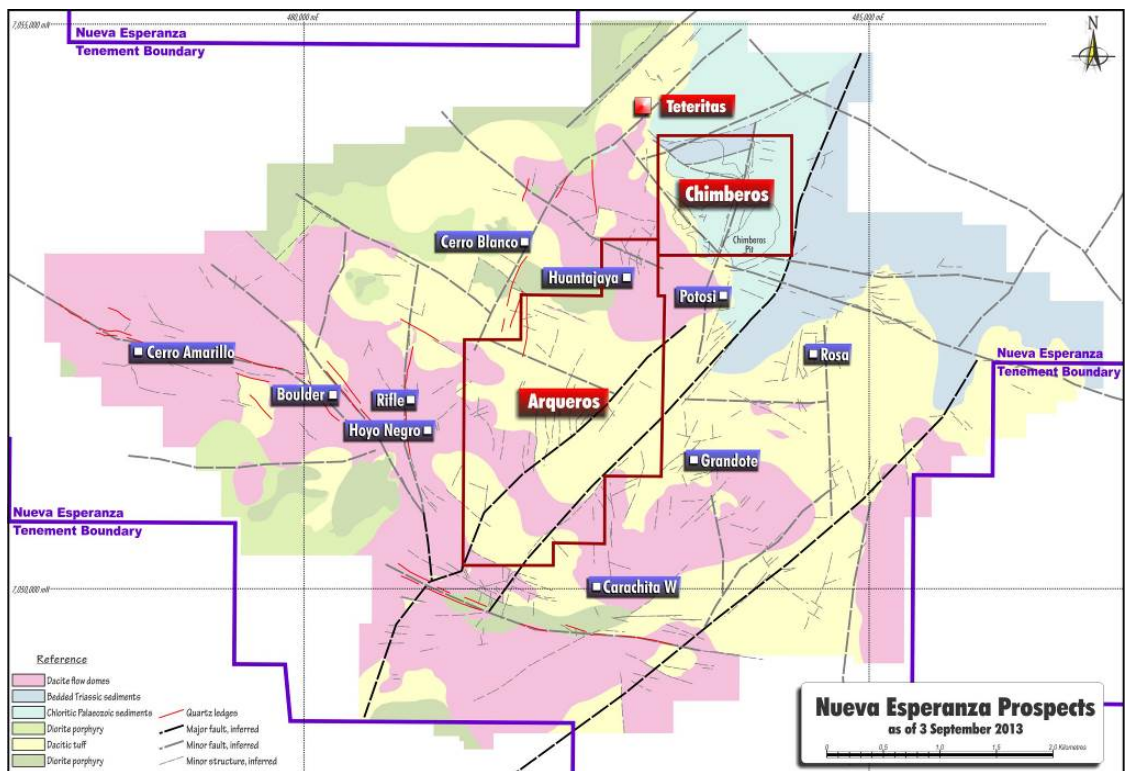 7,055,000 mN
480,000 mE
485,000 mE
Nueva Esperanza
Tenement Boundary
Nueva Esperanza
Tenement Boundary
N
Teteritas
Chimberos
Chimberos
Pit
Cerro Blanco
Huantajaya
Potosi
Cerro Amarillo
Rosa
Nueva Esperanza
Tenement Boundary
Boulder
Rifle
Arqueros
Hoyo Negro
Grandote
Nueva Esperanza
Tenement Boundary
7,050,000 mN
Carachita W
Reference
Dacite flow domes
Bedded Triassic sediments
Chloritic Palaeozoic sediments
Diorite porphyry
Dacitic tuff
Diorite porphyry
Quartz ledges
Major fault, inferred
Minor fault, inferred
Minor structure, inferred
Nueva Esperanza Prospects
as of 3 September 2013
0 0,5 1,0 1,5 2,0 Kilometres